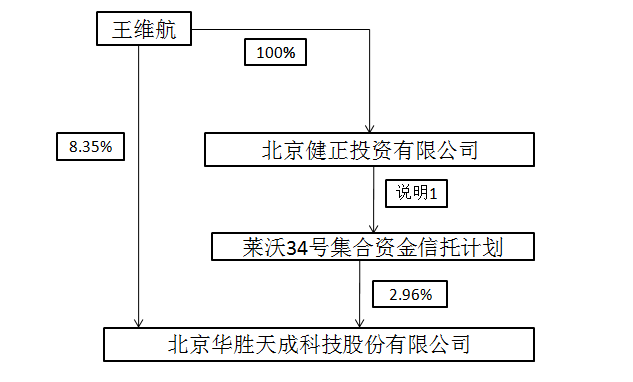 王维航
100%
8.35%
北京健正投资有限公司
说明1
莱沃34号集合资金信托计划
2.96%
北京华胜天成科技股份有限公司